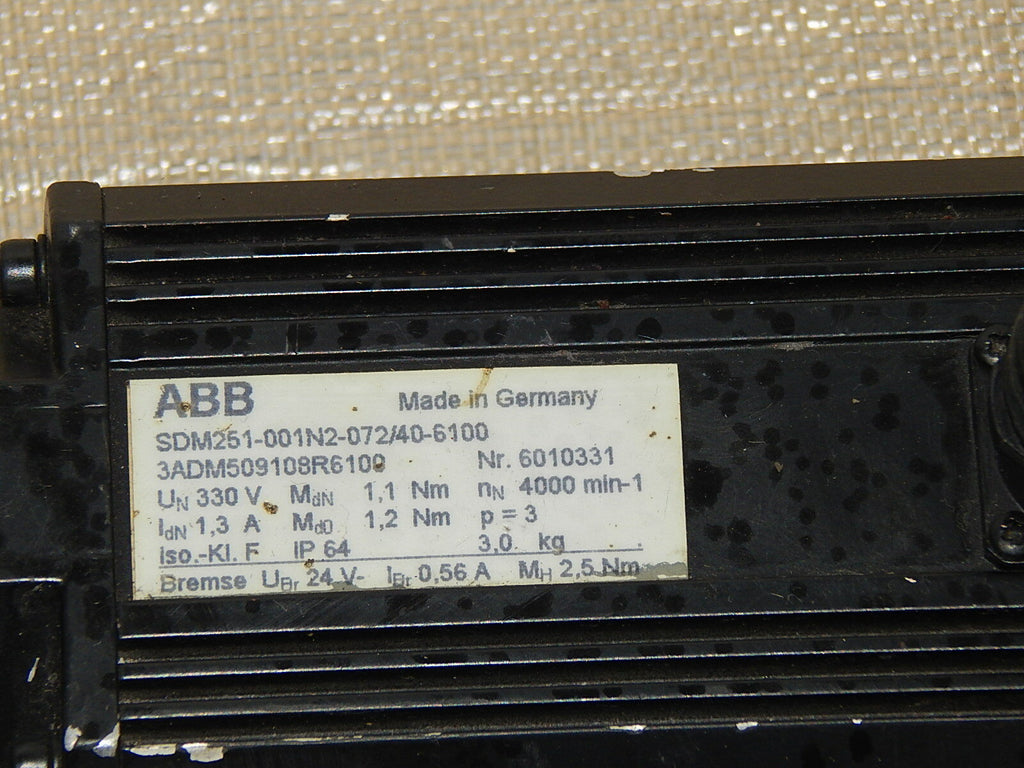 ABB Made in Germany
SDM251-001N2-072/40-6100
3ADM509108R6100 Nr. 6010331
UN 330 V MdN 1,1 Nm nN 4000 min-1
IdN 1,3 A Md0 1,2 Nm p = 3
Iso.-Kl. F IP 64 3,0 kg
Bremse UBr 24 V- IBr 0,56 A MH 2,5 Nm